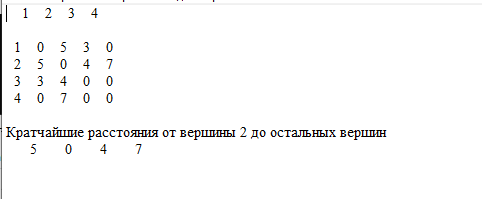 1 2 3 4
1 0 5 3 0
2 5 0 4 7
3 3 4 0 0
4 0 7 0 0
Кратчайшие расстояния от вершины 2 до остальных вершин
5 0 4 7